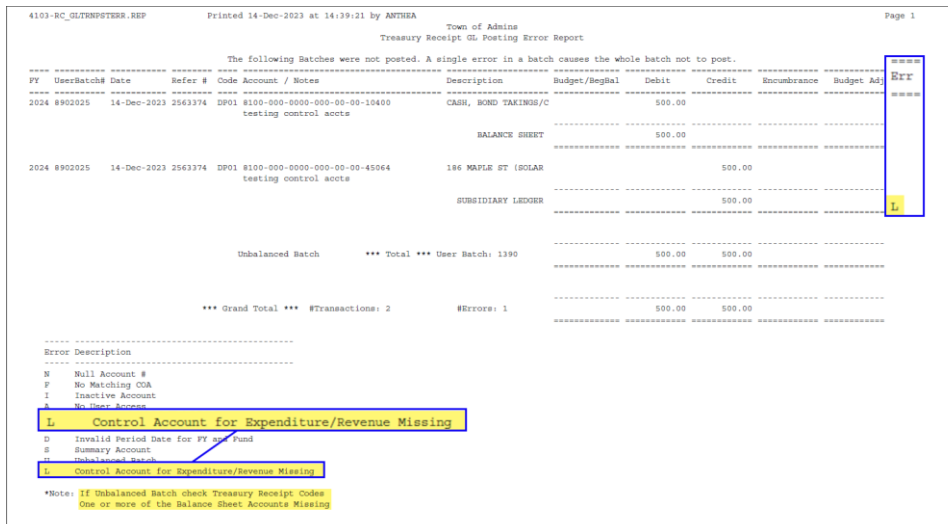 4103-RC_GLTRNPSTERR.REP Printed 14-Dec-2023 at 14:39:21 by ANTHEA Page 1
Town of Admins
Treasury Receipt GL Posting Error Report
The following Batches were not posted. A single error in a batch causes the whole batch not to post.
FY UserBatch# Date Refer # Code Account / Notes Description Budget/BegBal Debit Credit Encumbrance Budget Adj Err
2024 8902025 14-Dec-2023 2563374 DP01 8100-000-0000-000-00-00-10400 CASH, BOND TAKINGS/C 500.00
testing control accts
BALANCE SHEET 500.00
2024 8902025 14-Dec-2023 2563374 DP01 8100-000-0000-000-00-00-45064 186 MAPLE ST (SOLAR 500.00
testing control accts
SUBSIDIARY LEDGER 500.00 L
Unbalanced Batch *** Total *** User Batch: 1390 500.00 500.00
*** Grand Total *** #Transactions: 2 #Errors: 1 500.00 500.00
Error Description
N Null Account #
F No Matching COA
I Inactive Account
A No User Access
L Control Account for Expenditure/Revenue Missing
D Invalid Period Date for FY and Fund
S Summary Account
U Unbalanced Batch
L Control Account for Expenditure/Revenue Missing
*Note: If Unbalanced Batch check Treasury Receipt Codes
One or more of the Balance Sheet Accounts Missing